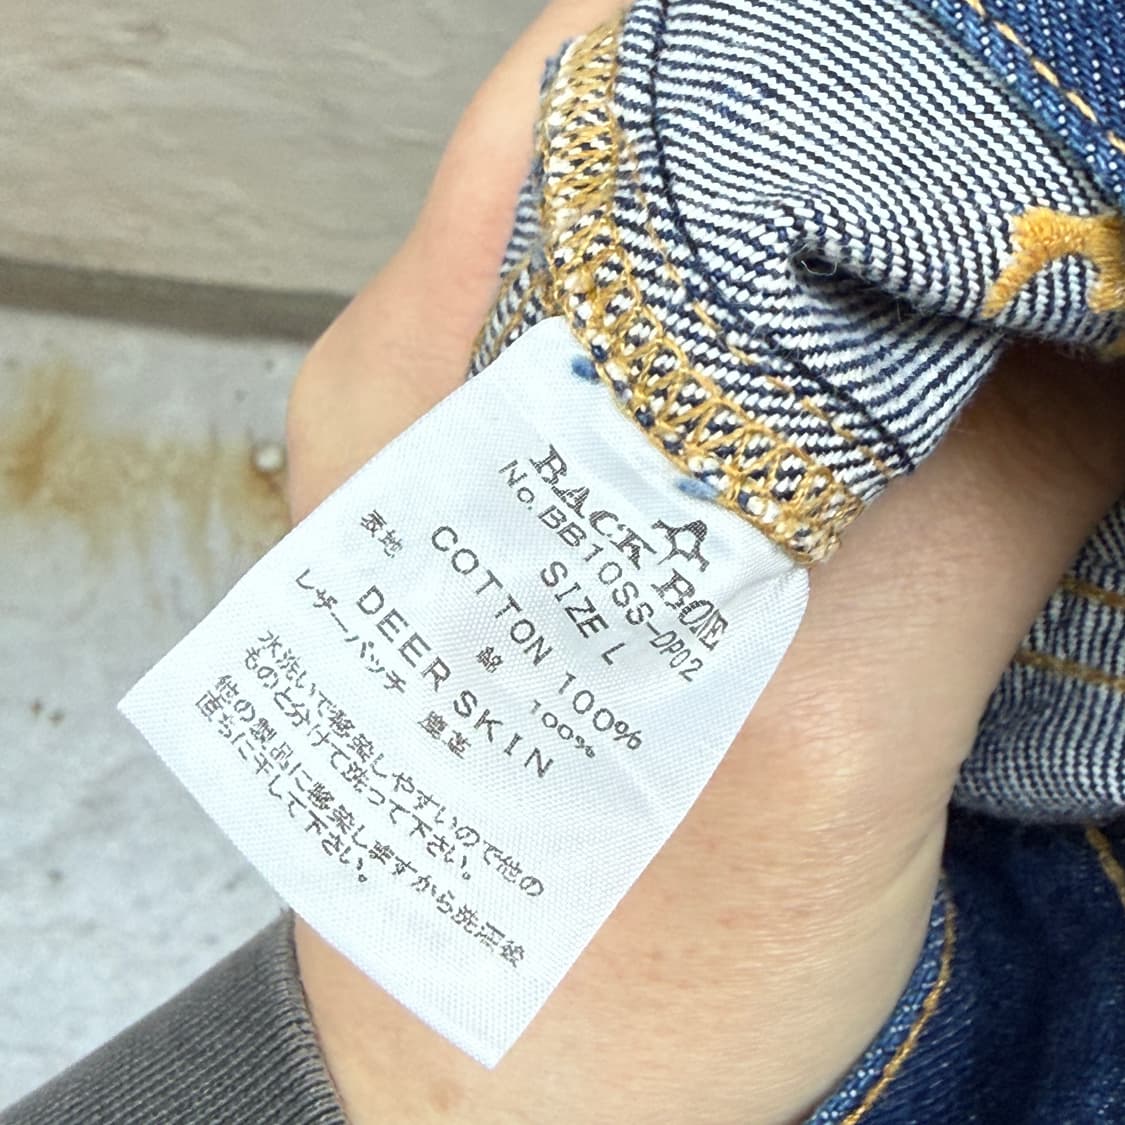 BACK BONE
No.BB10SS-DP02
SIZE L
表地 COTTON 100%
綿 100%
DEER SKIN
レザーパッチ 鹿革
水洗いで移染しやすいので他の
ものと分けて洗って下さい。
他の製品に移染しますから洗濯後
直ちに干して下さい。